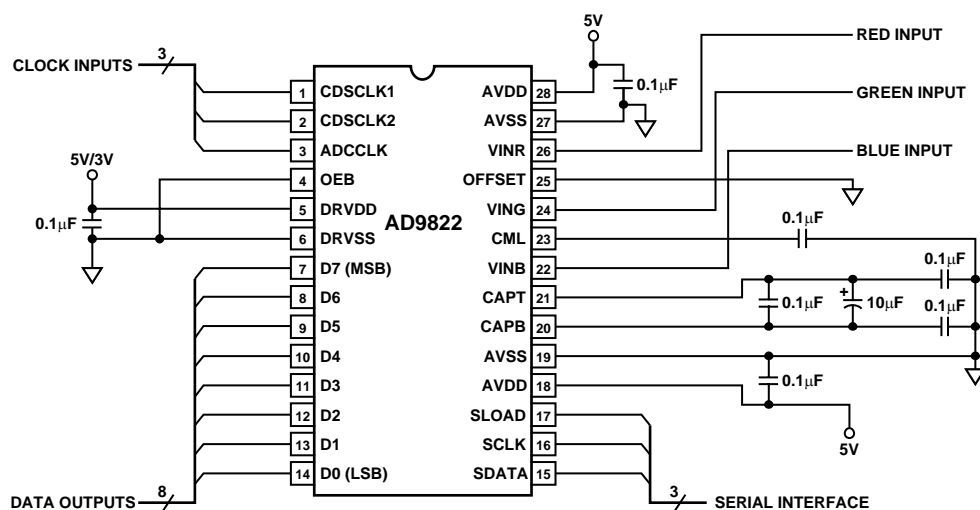 5V
3
RED INPUT
CLOCK INPUTS
1 CDSCLK1 AVDD 28 0.1µF GREEN INPUT
2 CDSCLK2 AVSS 27
3 ADCCLK VINR 26 BLUE INPUT
5V/3V
4 OEB OFFSET 25
5 DRVDD VING 24
0.1µF AD9822 0.1µF
6 DRVSS CML 23
7 D7 (MSB) VINB 22 0.1µF
8 D6 CAPT 21
+ 0.1µF 10µF 0.1µF
9 D5 CAPB 20
10 D4 AVSS 19
11 D3 AVDD 18 0.1µF
12 D2 SLOAD 17
13 D1 SCLK 16 5V
14 D0 (LSB) SDATA 15
8 3
DATA OUTPUTS SERIAL INTERFACE